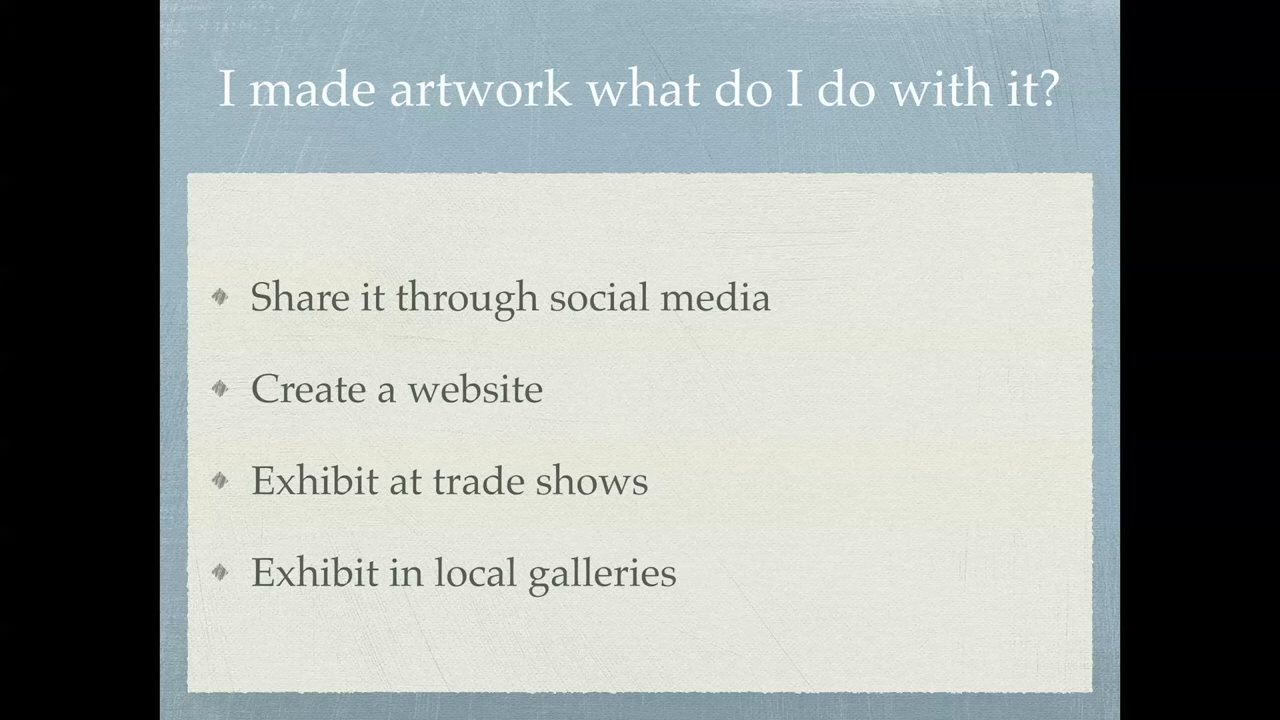 I made artwork what do I do with it?
Share it through social media
Create a website
Exhibit at trade shows
Exhibit in local galleries